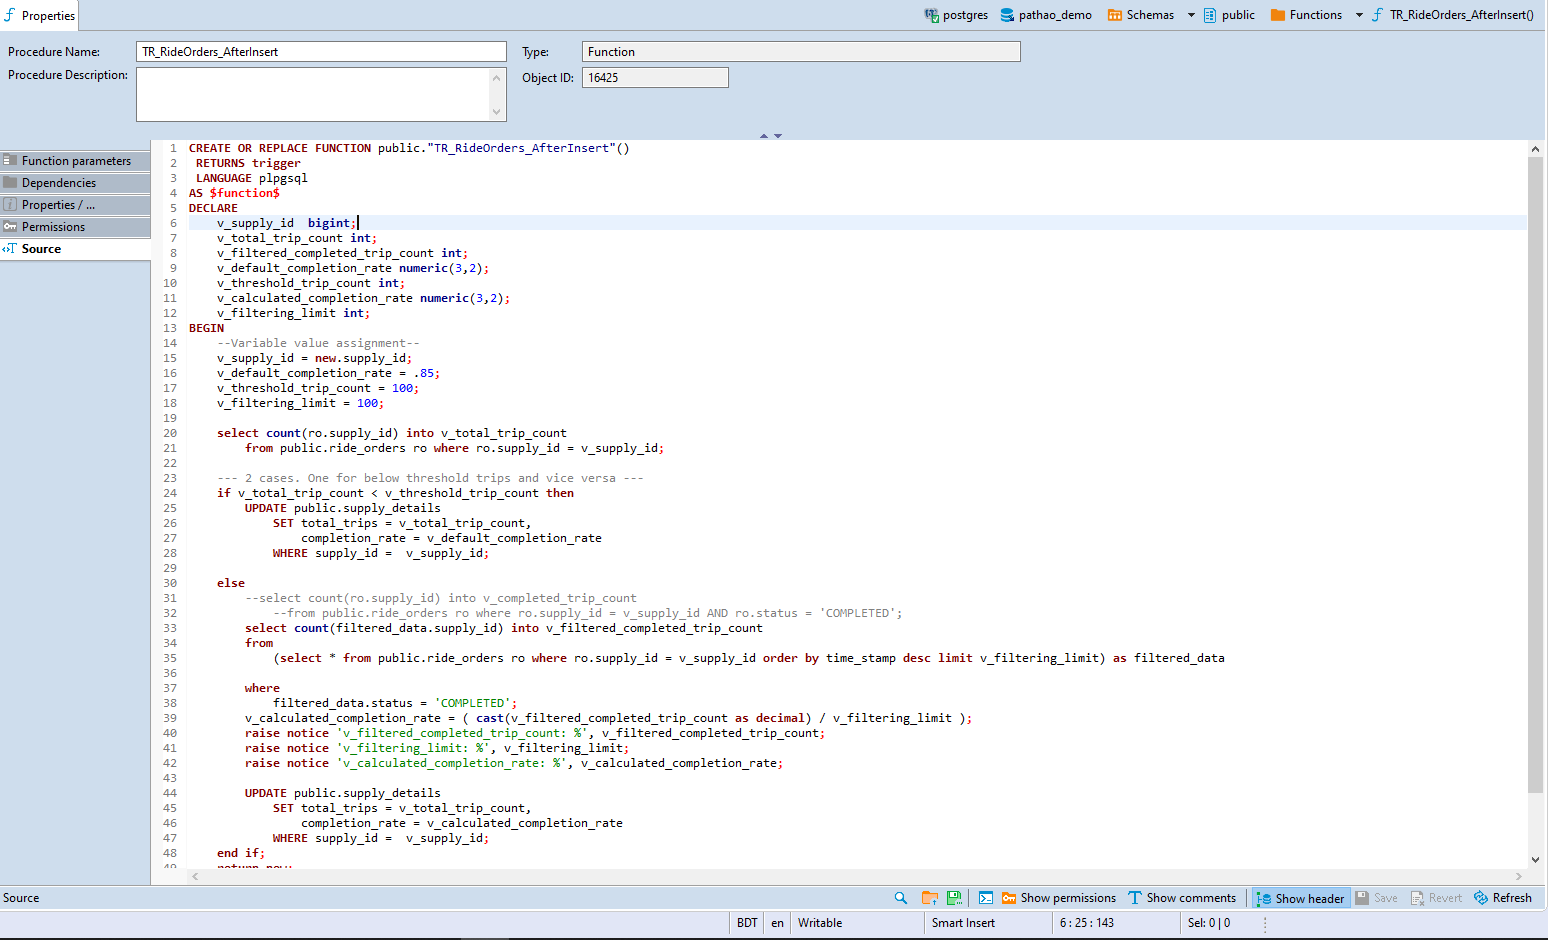 Properties
postgres pathao_demo Schemas public Functions TR_RideOrders_AfterInsert()
Procedure Name: TR_RideOrders_AfterInsert Type: Function
Procedure Description: Object ID: 16425
Function parameters
Dependencies
Properties / ...
Permissions
Source
1 CREATE OR REPLACE FUNCTION public."TR_RideOrders_AfterInsert"()
2 RETURNS trigger
3 LANGUAGE plpgsql
4 AS $function$
5 DECLARE
6 v_supply_id bigint;
7 v_total_trip_count int;
8 v_filtered_completed_trip_count int;
9 v_default_completion_rate numeric(3,2);
10 v_threshold_trip_count int;
11 v_calculated_completion_rate numeric(3,2);
12 v_filtering_limit int;
13 BEGIN
14 --Variable value assignment--
15 v_supply_id = new.supply_id;
16 v_default_completion_rate = .85;
17 v_threshold_trip_count = 100;
18 v_filtering_limit = 100;
19
20 select count(ro.supply_id) into v_total_trip_count
21 from public.ride_orders ro where ro.supply_id = v_supply_id;
22
23 --- 2 cases. One for below threshold trips and vice versa ---
24 if v_total_trip_count < v_threshold_trip_count then
25 UPDATE public.supply_details
26 SET total_trips = v_total_trip_count,
27 completion_rate = v_default_completion_rate
28 WHERE supply_id = v_supply_id;
29
30 else
31 --select count(ro.supply_id) into v_completed_trip_count
32 --from public.ride_orders ro where ro.supply_id = v_supply_id AND ro.status = 'COMPLETED';
33 select count(filtered_data.supply_id) into v_filtered_completed_trip_count
34 from
35 (select * from public.ride_orders ro where ro.supply_id = v_supply_id order by time_stamp desc limit v_filtering_limit) as filtered_data
36
37 where
38 filtered_data.status = 'COMPLETED';
39 v_calculated_completion_rate = ( cast(v_filtered_completed_trip_count as decimal) / v_filtering_limit );
40 raise notice 'v_filtered_completed_trip_count: %', v_filtered_completed_trip_count;
41 raise notice 'v_filtering_limit: %', v_filtering_limit;
42 raise notice 'v_calculated_completion_rate: %', v_calculated_completion_rate;
43
44 UPDATE public.supply_details
45 SET total_trips = v_total_trip_count,
46 completion_rate = v_calculated_completion_rate
47 WHERE supply_id = v_supply_id;
48 end if;
49 return new;
Source Show permissions Show comments Show header Save Revert Refresh
BDT en Writable Smart Insert 6 : 25 : 143 Sel: 0 | 0